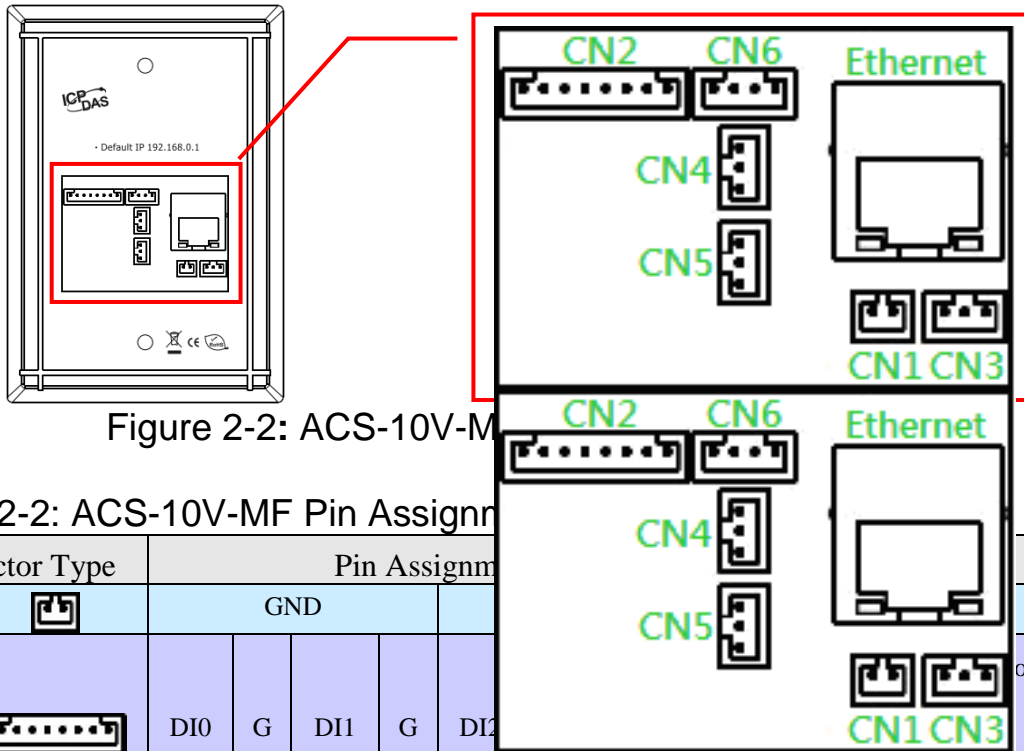 ICP
DAS
• Default IP 192.168.0.1
CN2 CN6 Ethernet
CN4
CN5
CN1 CN3
Figure 2-2: ACS-10V-M
CN2 CN6 Ethernet
CN4
CN5
CN1 CN3
2-2: ACS-10V-MF Pin Assignm
ctor Type Pin Assignm
GND
DI0 G DI1 G DI2